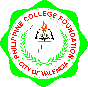 PHILIPPINE COLLEGE FOUNDATION
CITY OF VALENCIA